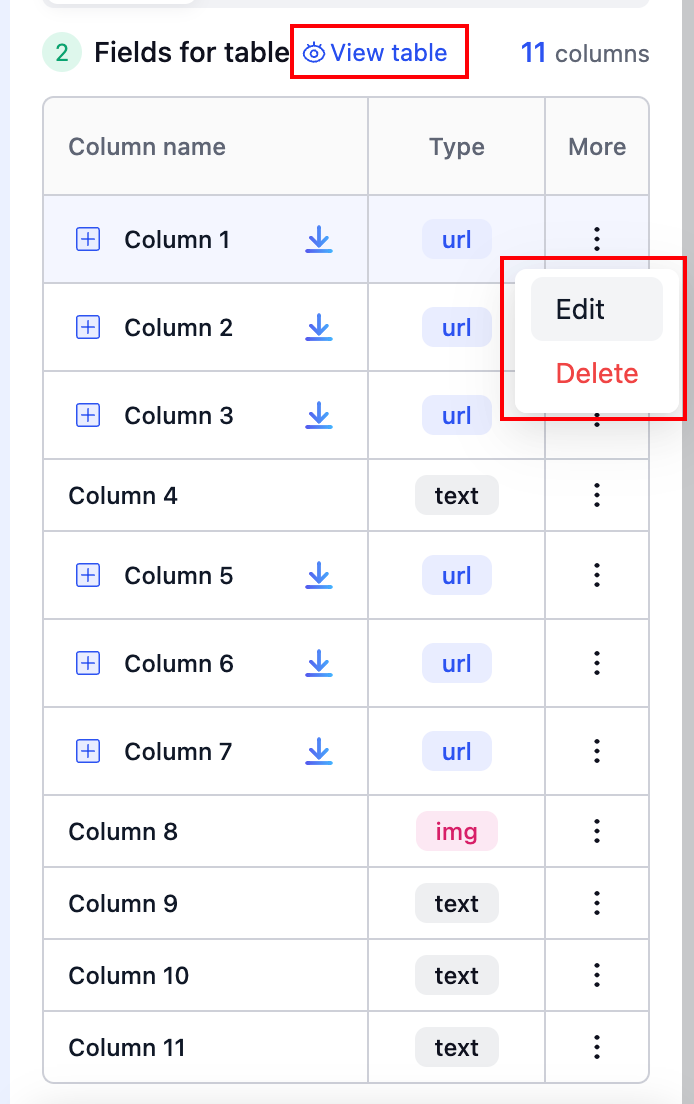 2 Fields for table View table 11 columns
Column name Type More
Column 1 url
Edit
Column 2 url
Delete
Column 3 url
Column 4 text
Column 5 url
Column 6 url
Column 7 url
Column 8 img
Column 9 text
Column 10 text
Column 11 text